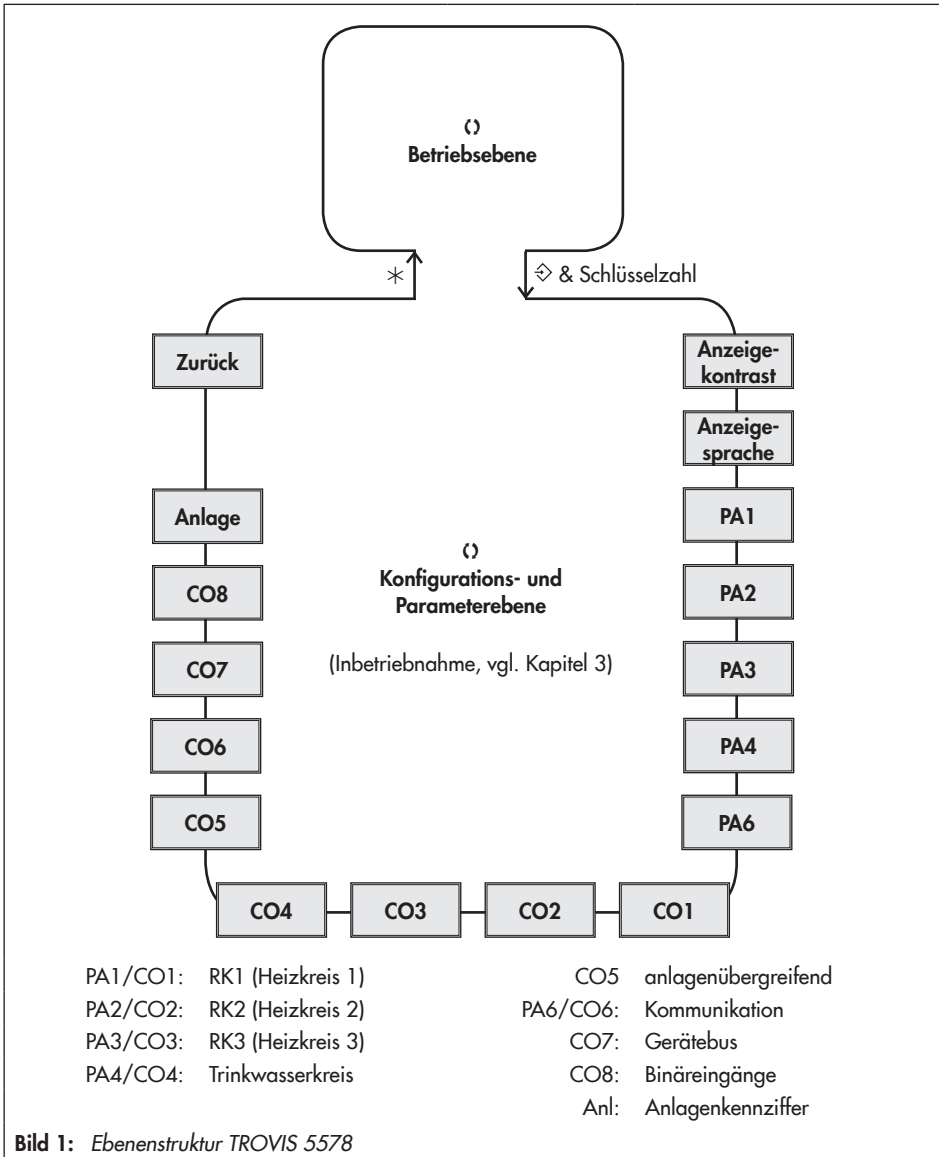 Betriebsebene
* & Schlüsselzahl
Zurück
Anzeige-
kontrast
Anzeige-
sprache
Anlage
PA1
CO8
PA2
CO7
PA3
CO6
PA4
CO5
PA6
Konfigurations- und
Parameterebene
(Inbetriebnahme, vgl. Kapitel 3)
CO4 CO3 CO2 CO1
PA1/CO1: RK1 (Heizkreis 1)
PA2/CO2: RK2 (Heizkreis 2)
PA3/CO3: RK3 (Heizkreis 3)
PA4/CO4: Trinkwasserkreis
CO5 anlagenübergreifend
PA6/CO6: Kommunikation
CO7: Gerätebus
CO8: Binäreingänge
Anl: Anlagenkennziffer
Bild 1: Ebenenstruktur TROVIS 5578